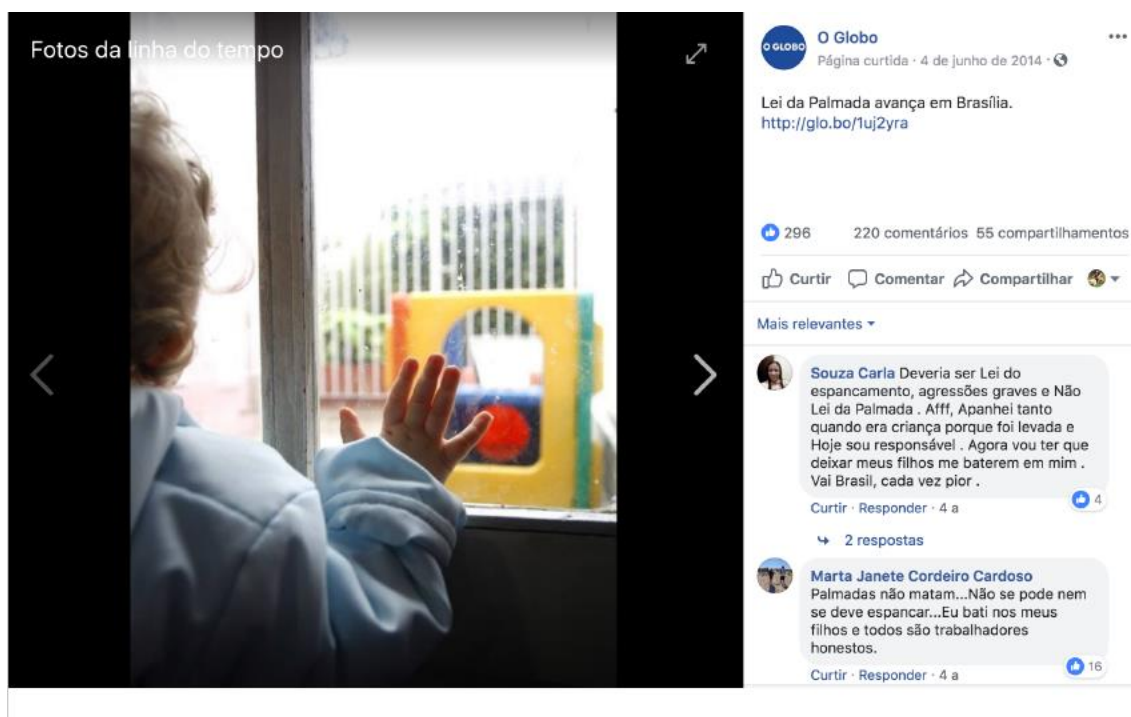 Fotos da linha do tempo
O GLOBO
O Globo
Página curtida · 4 de junho de 2014 ·
Lei da Palmada avança em Brasília.
http://glo.bo/1uj2yra
296 220 comentários 55 compartilhamentos
Curtir Comentar Compartilhar
Mais relevantes
Souza Carla Deveria ser Lei do
espancamento, agressões graves e Não
Lei da Palmada . Afff, Apanhei tanto
quando era criança porque foi levada e
Hoje sou responsável . Agora vou ter que
deixar meus filhos me baterem em mim .
Vai Brasil, cada vez pior .
4
Curtir · Responder · 4 a
2 respostas
Marta Janete Cordeiro Cardoso
Palmadas não matam...Não se pode nem
se deve espancar...Eu bati nos meus
filhos e todos são trabalhadores
honestos.
16
Curtir · Responder · 4 a